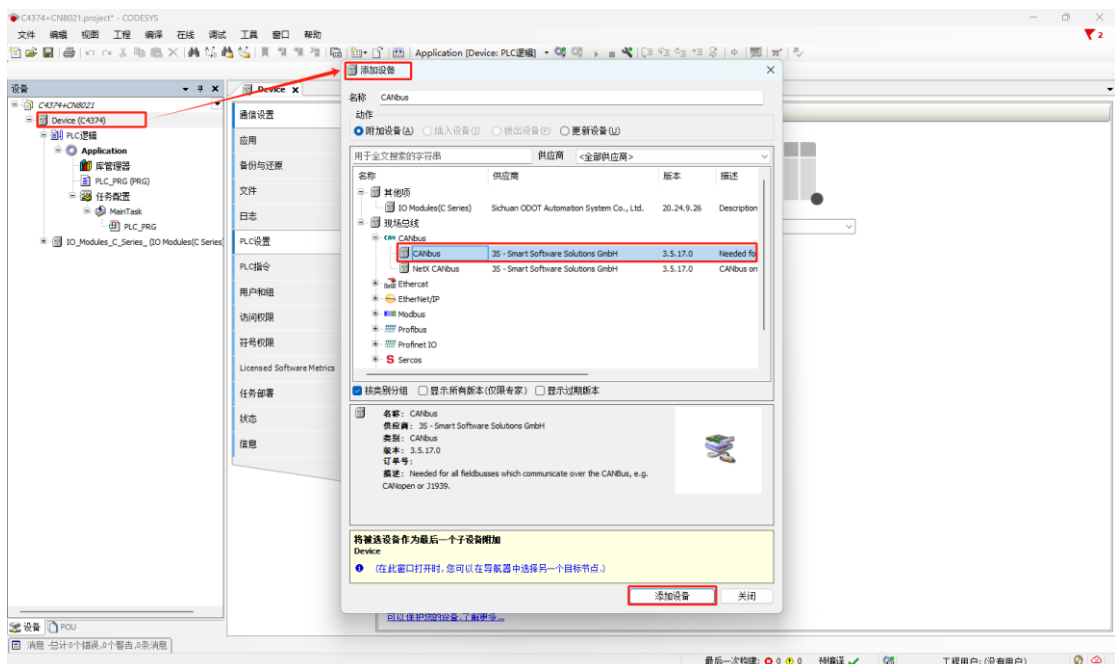 C4374+CN8021.project* - CODESYS
文件 编辑 视图 工程 编译 在线 调试 工具 窗口 帮助
2
Application [Device: PLC逻辑]
设备
C4374+CN8021
Device (C4374)
PLC逻辑
Application
库管理器
PLC_PRG (PRG)
任务配置
MainTask
PLC_PRG
IO_Modules_C_Series_ (IO Modules(C Series
设备 POU
Device
通信设置
应用
备份与还原
文件
日志
PLC设置
PLC指令
用户和组
访问权限
符号权限
Licensed Software Metrics
任务部署
状态
信息
添加设备
名称 CANbus
动作
附加设备(A) 插入设备(I) 拔出设备(P) 更新设备(U)
用于全文搜索的字符串 供应商 <全部供应商>
名称 供应商 版本 描述
其他项
IO Modules(C Series) Sichuan ODOT Automation System Co., Ltd. 20.24.9.26 Description
现场总线
CAN CANbus
CANbus 3S - Smart Software Solutions GmbH 3.5.17.0 Needed fo
NetX CANbus 3S - Smart Software Solutions GmbH 3.5.17.0 CANbus on
Ethercat
EtherNet/IP
Modbus
Profibus
Profinet IO
Sercos
按类别分组 显示所有版本(仅限专家) 显示过期版本
名称: CANbus
供应商: 3S - Smart Software Solutions GmbH
类别: CANbus
版本: 3.5.17.0
订单号:
描述: Needed for all fieldbusses which communicate over the CANBus, e.g.
CANopen or J1939.
将被选设备作为最后一个子设备附加
Device
(在此窗口打开时,您可以在导航器中选择另一个目标节点.)
添加设备 关闭
可以保护您的设备,了解更多...
消息 -总计0个错误,0个警告,0条消息
最后一次构建: 0 0 预编译 工程用户: (没有用户)